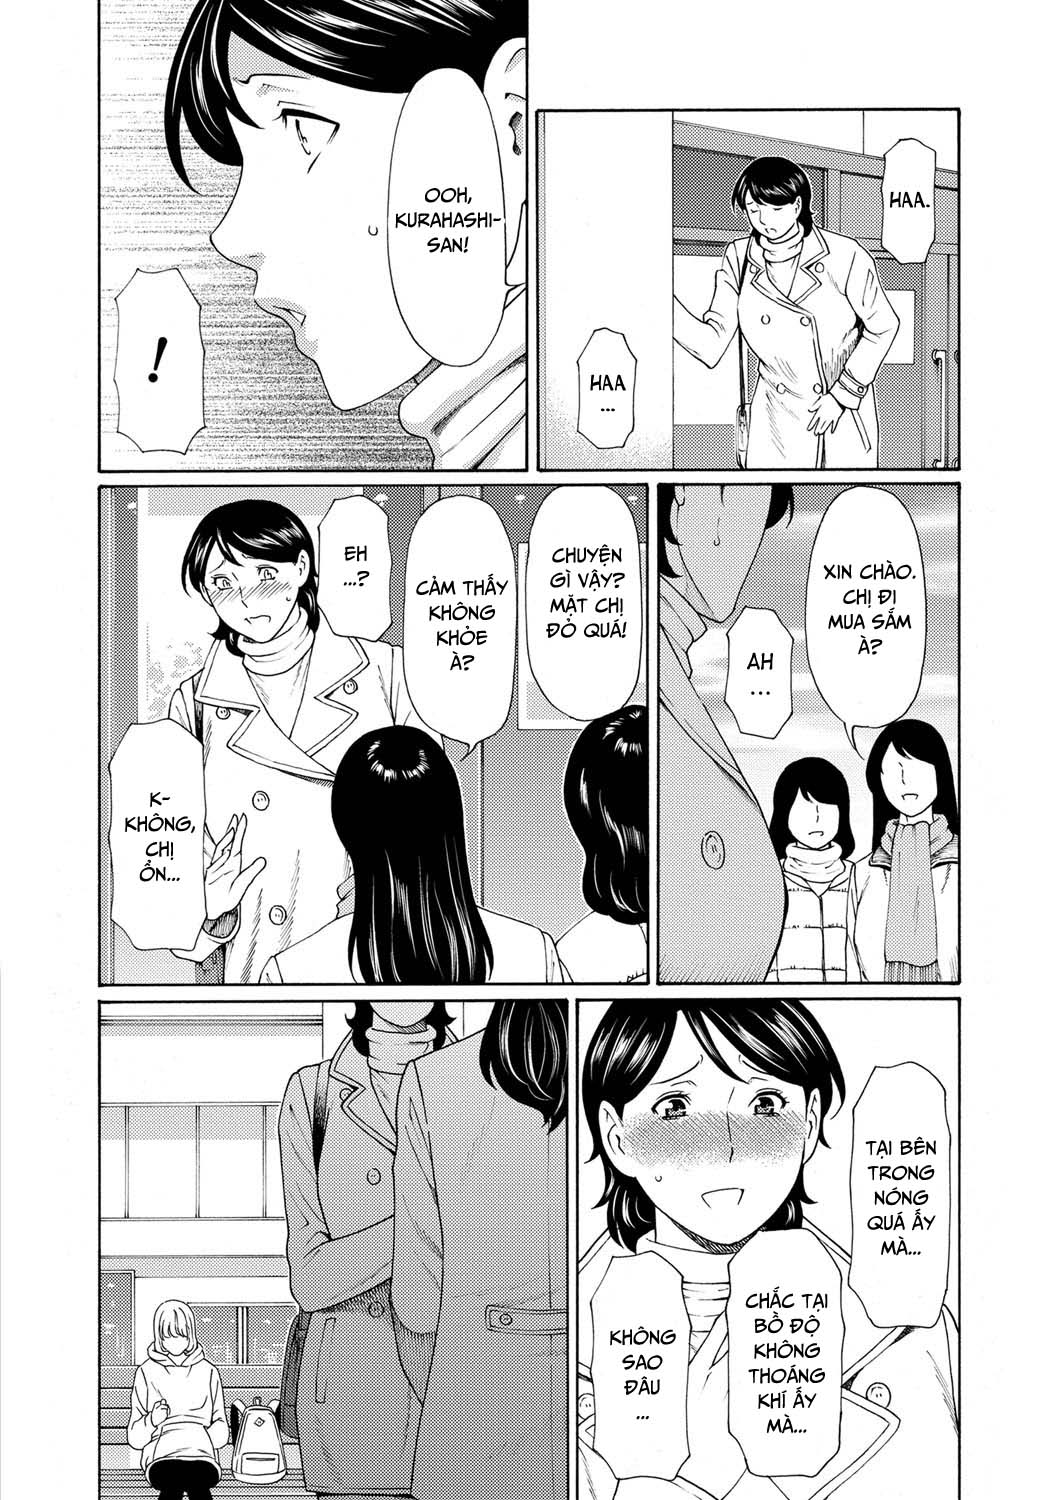 HAA.
HAA
...
OOH,
KURAHASHI-
SAN!
!
XIN CHÀO.
CHỊ ĐI
MUA SẮM
À?
AH
...
CHUYỆN
GÌ VẬY?
MẶT CHỊ
ĐỎ QUÁ!
CẢM THẤY
KHÔNG
KHỎE
À?
EH
...?
K-
KHÔNG,
CHỊ
ỔN...
TẠI BÊN
TRONG
NÓNG
QUÁ ẤY
MÀ...
CHẮC TẠI
BỒ ĐỘ
KHÔNG
THOÁNG
KHÍ ẤY
MÀ...
KHÔNG
SAO
ĐÂU
...